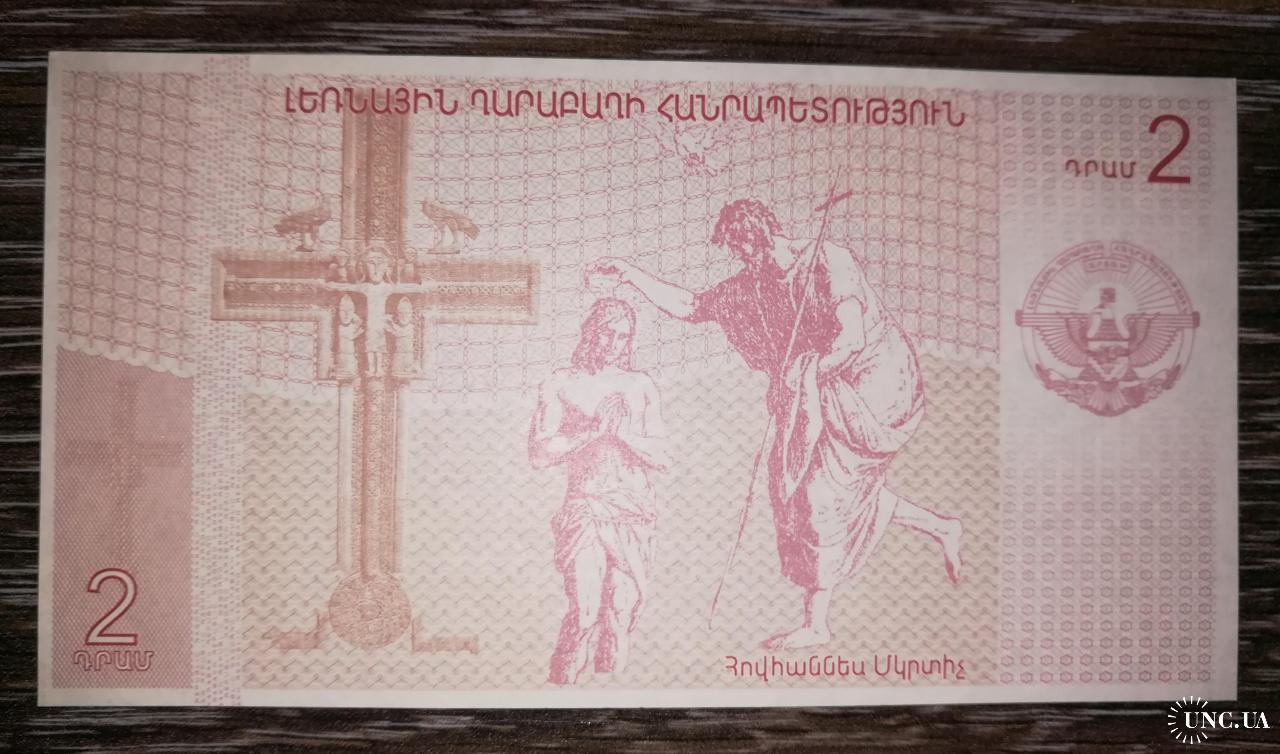 ԼԵՌՆԱՅԻՆ ՂԱՐԱԲԱՂԻ ՀԱՆՐԱՊԵՏՈՒԹՅՈՒՆ
ԴՐԱՄ 2
2
ԴՐԱՄ
Հովհաննես Մկրտիչ
UNC.UA